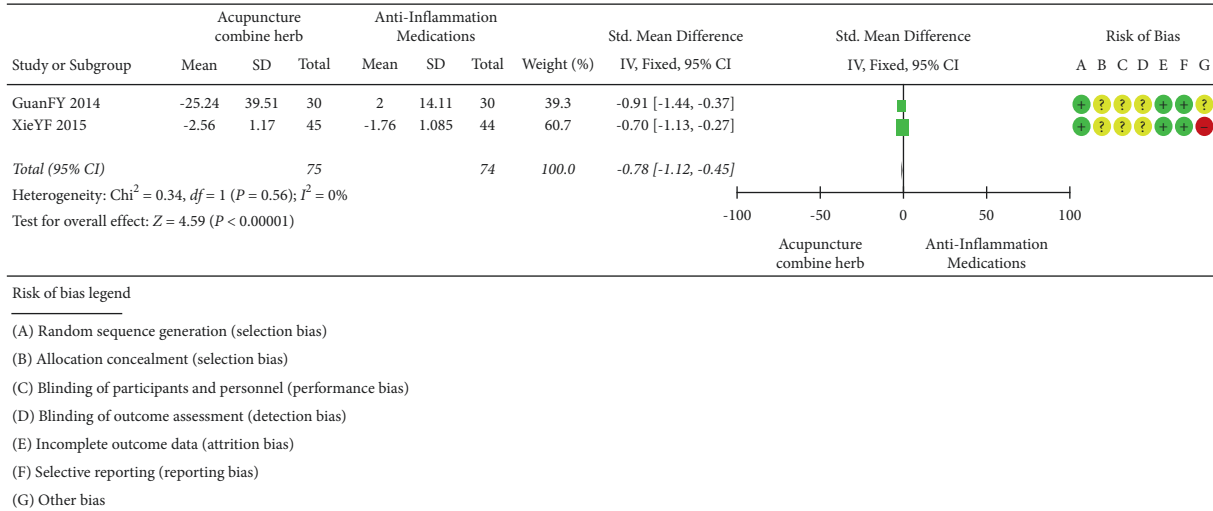 Acupuncture combine herb Anti-Inflammation Medications Std. Mean Difference Std. Mean Difference Risk of Bias
Study or Subgroup Mean SD Total Mean SD Total Weight (%) IV, Fixed, 95% CI IV, Fixed, 95% CI A B C D E F G
GuanFY 2014 -25.24 39.51 30 2 14.11 30 39.3 -0.91 [-1.44, -0.37] + ? ? ? + + ?
XieYF 2015 -2.56 1.17 45 -1.76 1.085 44 60.7 -0.70 [-1.13, -0.27] + ? ? ? + + –
Total (95% CI) 75 74 100.0 -0.78 [-1.12, -0.45]
Heterogeneity: Chi² = 0.34, df = 1 (P = 0.56); I² = 0%
Test for overall effect: Z = 4.59 (P < 0.00001)
-100 -50 0 50 100
Acupuncture combine herb Anti-Inflammation Medications
Risk of bias legend
(A) Random sequence generation (selection bias)
(B) Allocation concealment (selection bias)
(C) Blinding of participants and personnel (performance bias)
(D) Blinding of outcome assessment (detection bias)
(E) Incomplete outcome data (attrition bias)
(F) Selective reporting (reporting bias)
(G) Other bias